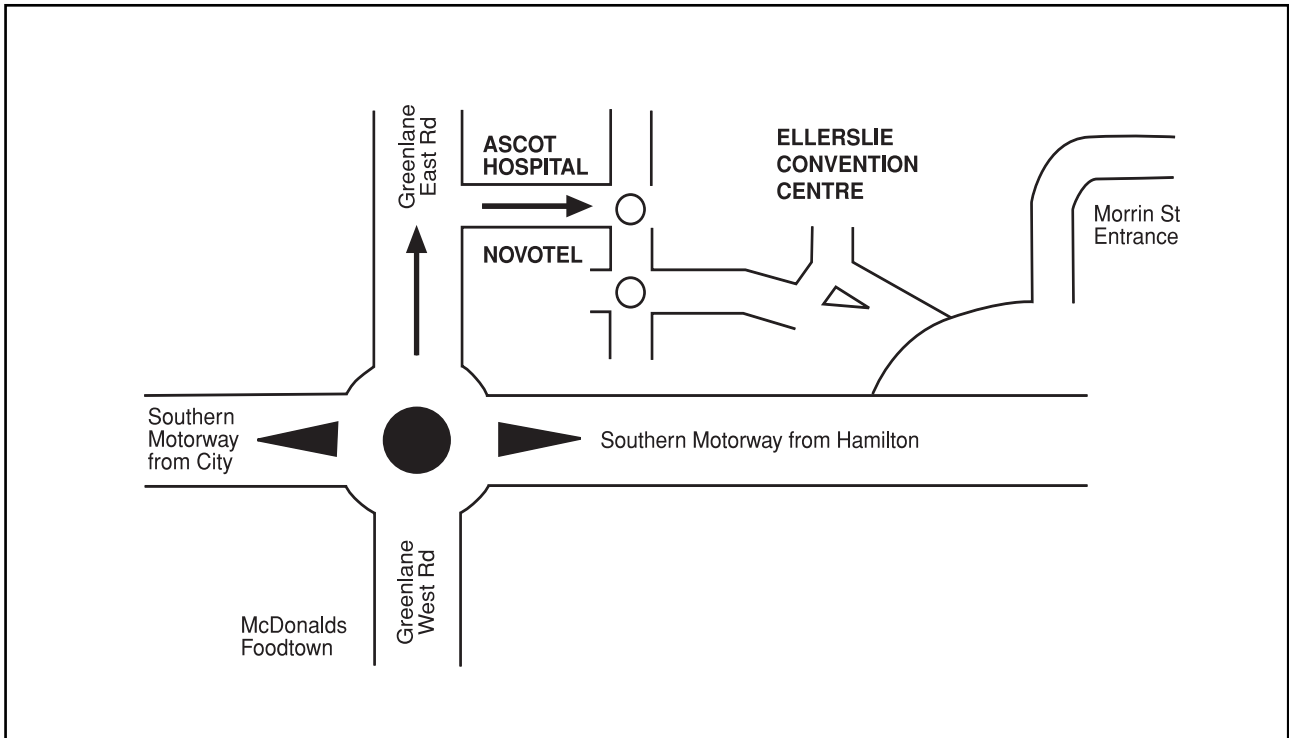 Greenlane
East Rd
ASCOT
HOSPITAL
ELLERSLIE
CONVENTION
CENTRE
Morrin St
Entrance
NOVOTEL
Southern
Motorway
from City
Southern Motorway from Hamilton
Greenlane
West Rd
McDonalds
Foodtown